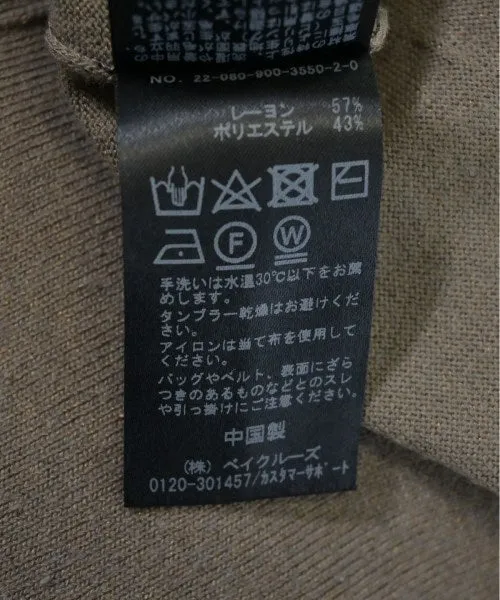 NO. 22-080-900-3550-2-0
レーヨン 57%
ポリエステル 43%
F W
手洗いは水温30℃以下をお薦
めします。
タンブラー乾燥はお避けくだ
さい。
アイロンは当て布を使用して
ください。
バッグやベルト、表面にざら
つきのあるものなどとのスレ
や引っ掛けにご注意ください。
中国製
(株) ベイクルーズ
0120-301457/カスタマーサポート